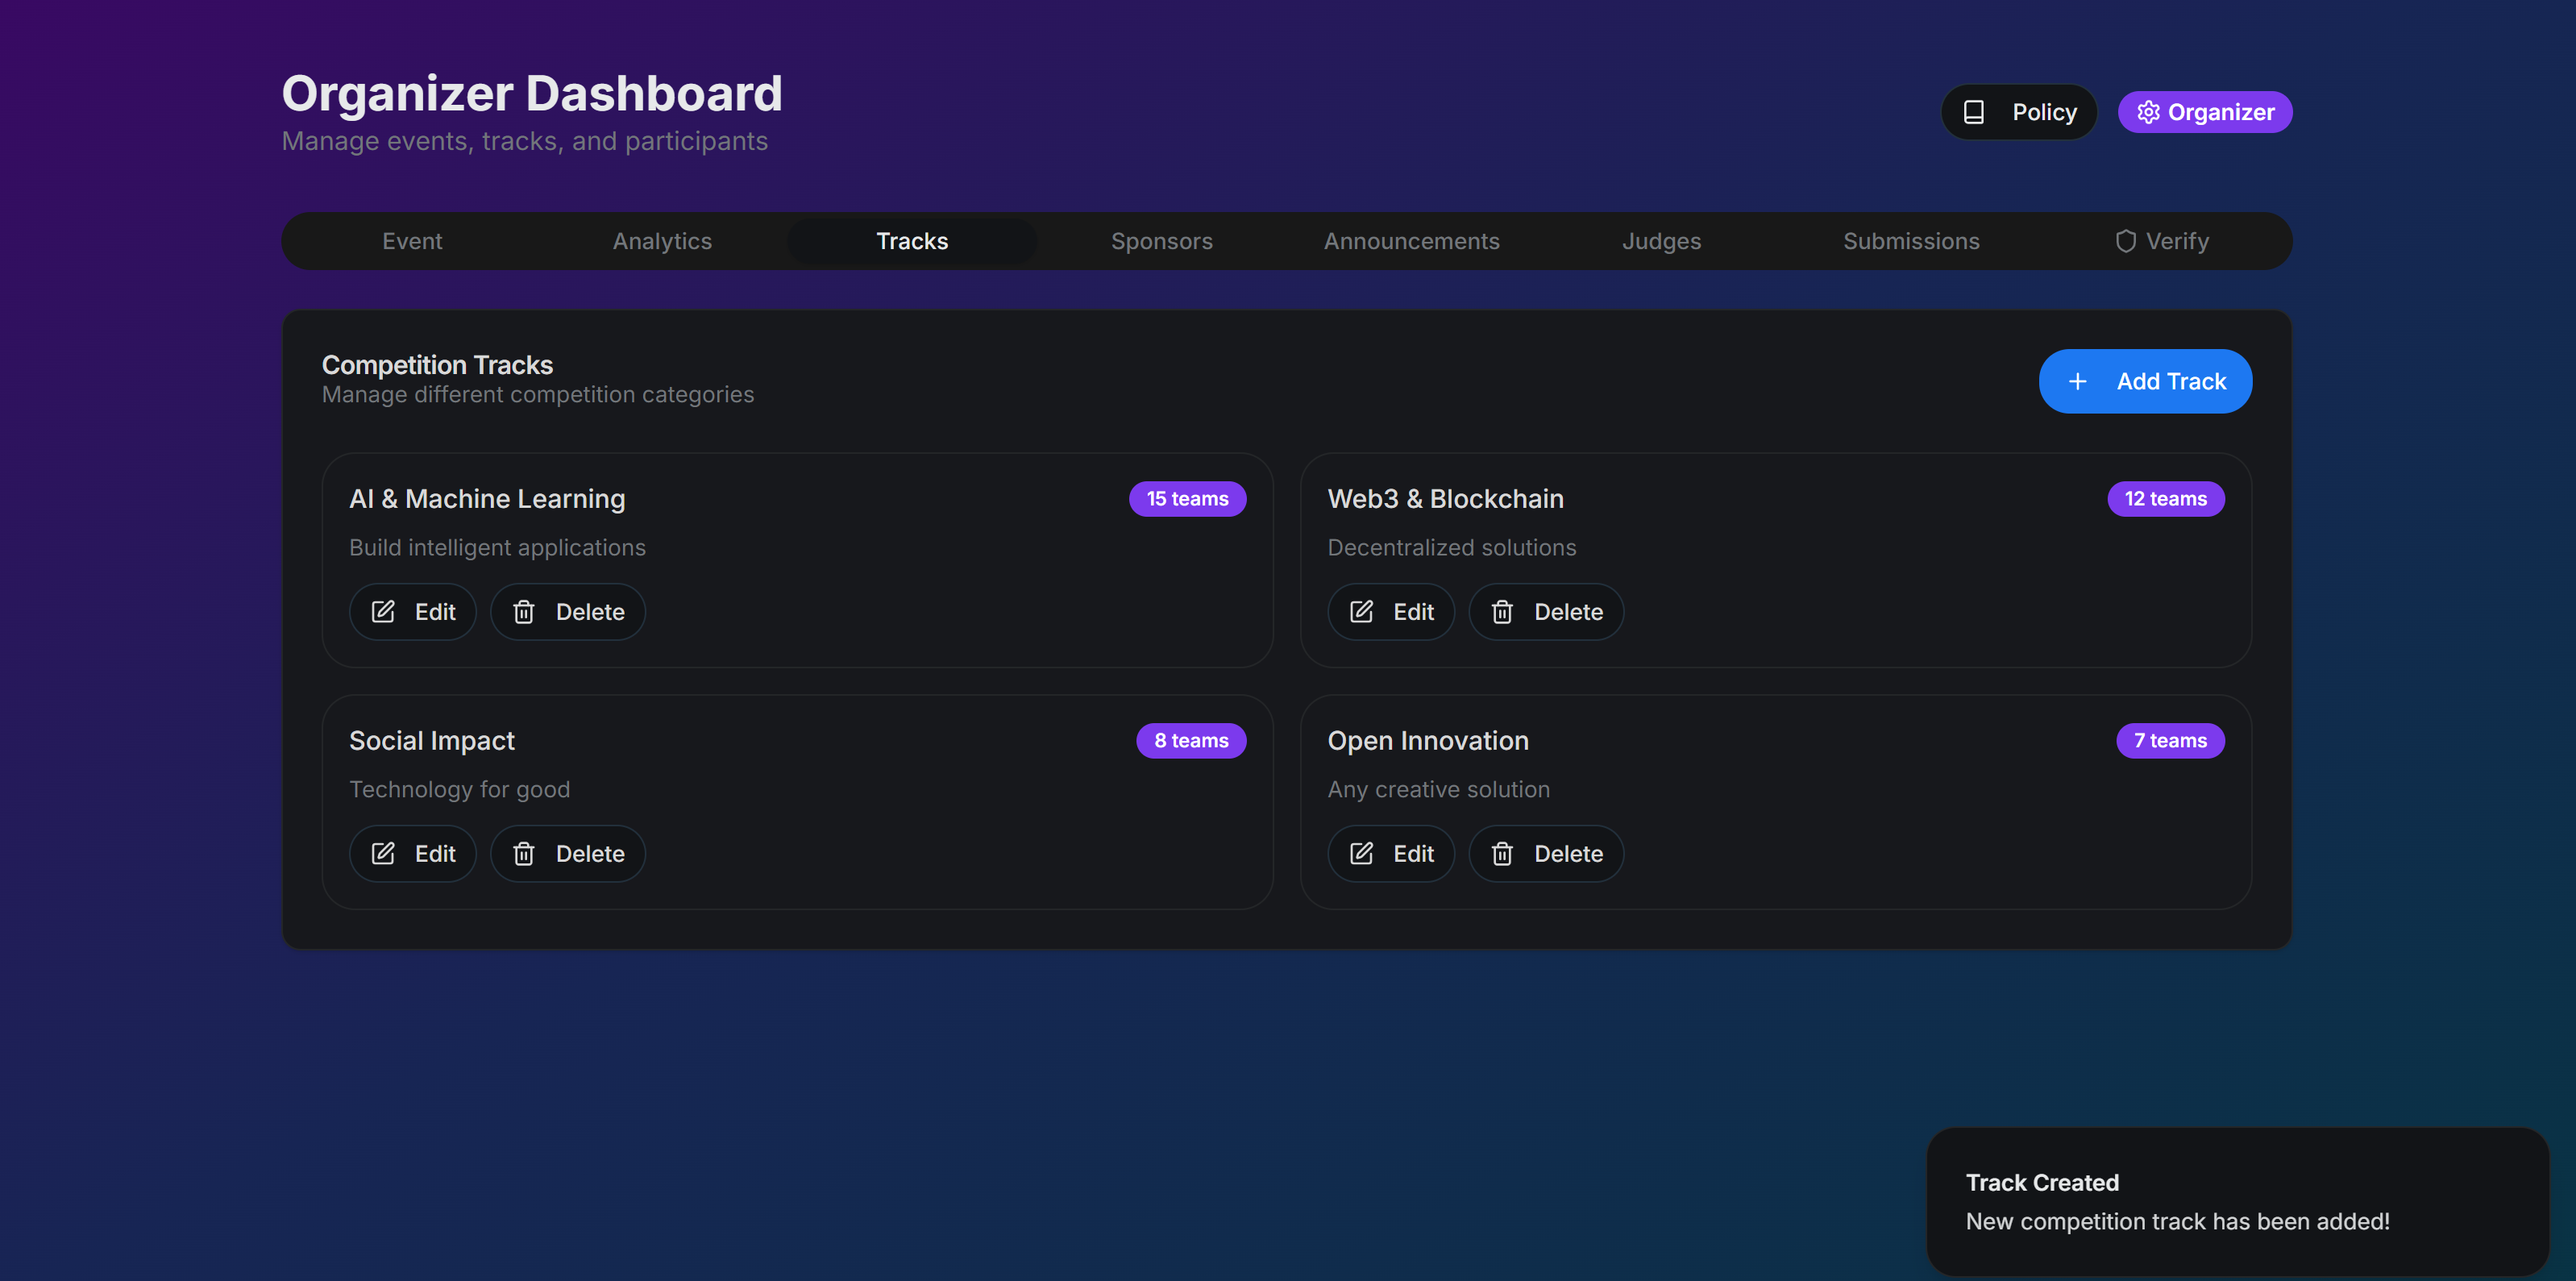 Organizer Dashboard
Manage events, tracks, and participants
Policy
Organizer
Event Analytics Tracks Sponsors Announcements Judges Submissions Verify
Competition Tracks
Manage different competition categories
Add Track
AI & Machine Learning
15 teams
Build intelligent applications
Edit Delete
Web3 & Blockchain
12 teams
Decentralized solutions
Edit Delete
Social Impact
8 teams
Technology for good
Edit Delete
Open Innovation
7 teams
Any creative solution
Edit Delete
Track Created
New competition track has been added!